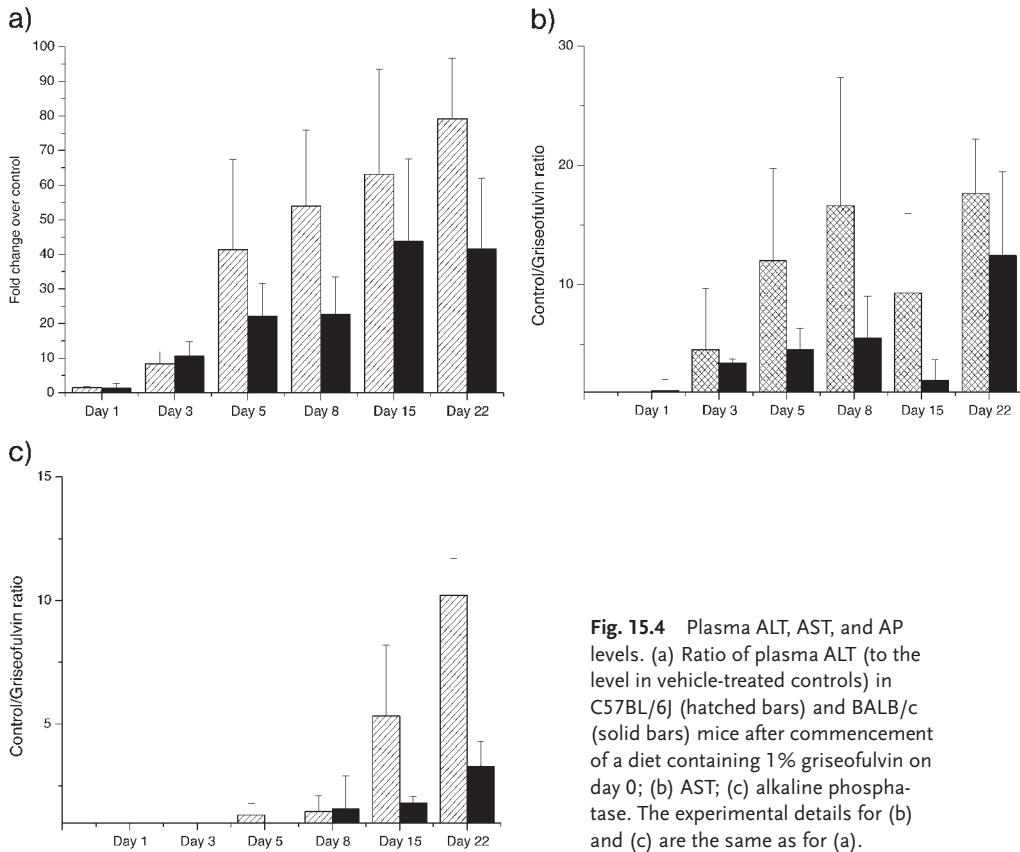 a)
100
90
80
70
60
50
40
30
20
10
0
Fold change over control
Day 1 Day 3 Day 5 Day 8 Day 15 Day 22
b)
30
20
10
Control/Griseofulvin ratio
Day 1 Day 3 Day 5 Day 8 Day 15 Day 22
c)
15
10
5
Control/Griseofulvin ratio
Day 1 Day 3 Day 5 Day 8 Day 15 Day 22
Fig. 15.4 Plasma ALT, AST, and AP
levels. (a) Ratio of plasma ALT (to the
level in vehicle-treated controls) in
C57BL/6J (hatched bars) and BALB/c
(solid bars) mice after commencement
of a diet containing 1% griseofulvin on
day 0; (b) AST; (c) alkaline phospha-
tase. The experimental details for (b)
and (c) are the same as for (a).